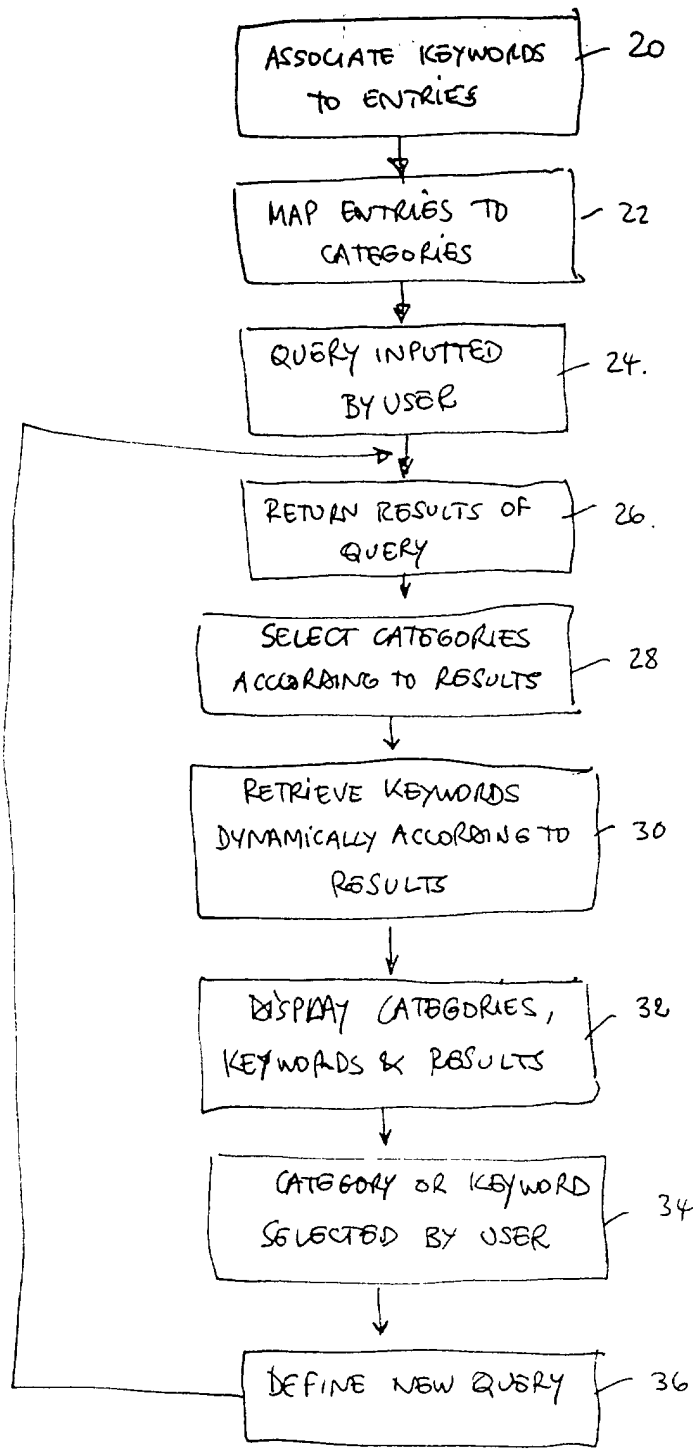 ASSOCIATE KEYWORDS
TO ENTRIES
20
MAP ENTRIES TO
CATEGORIES
22
QUERY INPUTTED
BY USER
24.
RETURN RESULTS OF
QUERY
26.
SELECT CATEGORIES
ACCORDING TO RESULTS
28
RETRIEVE KEYWORDS
DYNAMICALLY ACCORDING TO
RESULTS
30
DISPLAY CATEGORIES,
KEYWORDS & RESULTS
32
CATEGORY OR KEYWORD
SELECTED BY USER
34
DEFINE NEW QUERY
36